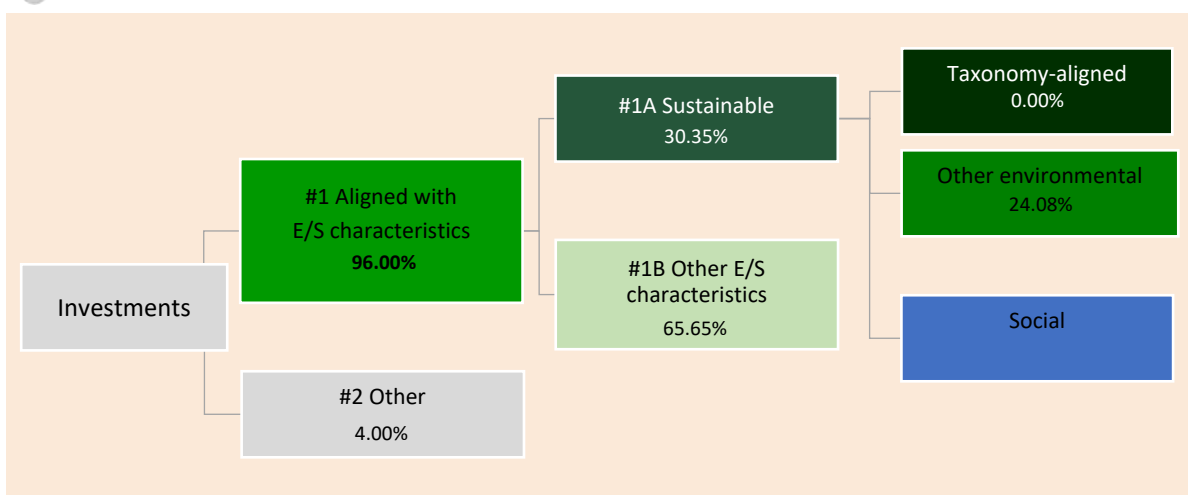 Investments
#1 Aligned with
E/S characteristics
96.00%
#2 Other
4.00%
#1A Sustainable
30.35%
#1B Other E/S
characteristics
65.65%
Taxonomy-aligned
0.00%
Other environmental
24.08%
Social